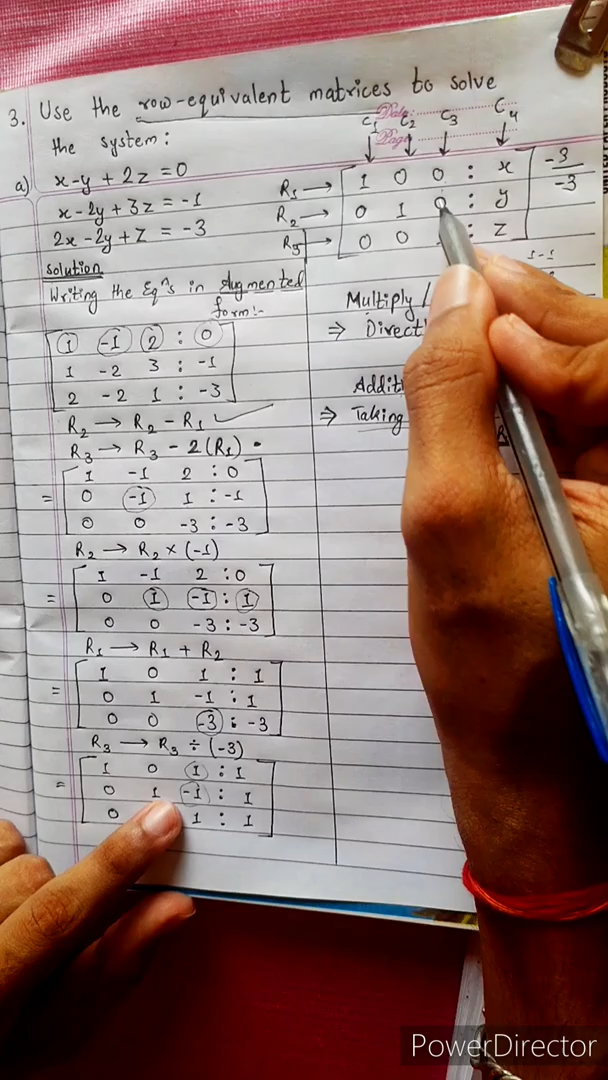 3. Use the row-equivalent matrices to solve
the system:
a) x-y+2z=0
x-2y+3z=-1
2x-2y+z=-3
Date:
Page:
C1 C2 C3 C4
R1 → 1 0 0 : x
R2 → 0 1 0 : y
R3 → 0 0 : z
-3
-3
1-1
solution
Writing the Eqns in Augmented
form:-
1 -1 2 : 0
1 -2 3 : -1
2 -2 1 : -3
R2 → R2 - R1
R3 → R3 - 2(R1)
1 -1 2 : 0
= 0 -1 1 : -1
0 0 -3 : -3
R2 → R2 × (-1)
1 -1 2 : 0
= 0 1 -1 : 1
0 0 -3 : -3
R1 → R1 + R2
1 0 1 : 1
= 0 1 -1 : 1
0 0 -3 : -3
R3 → R3 ÷ (-3)
1 0 1 : 1
= 0 1 -1 : 1
0 1 : 1
Multiply /
⇒ Direct
Additi
⇒ Taking
PowerDirector